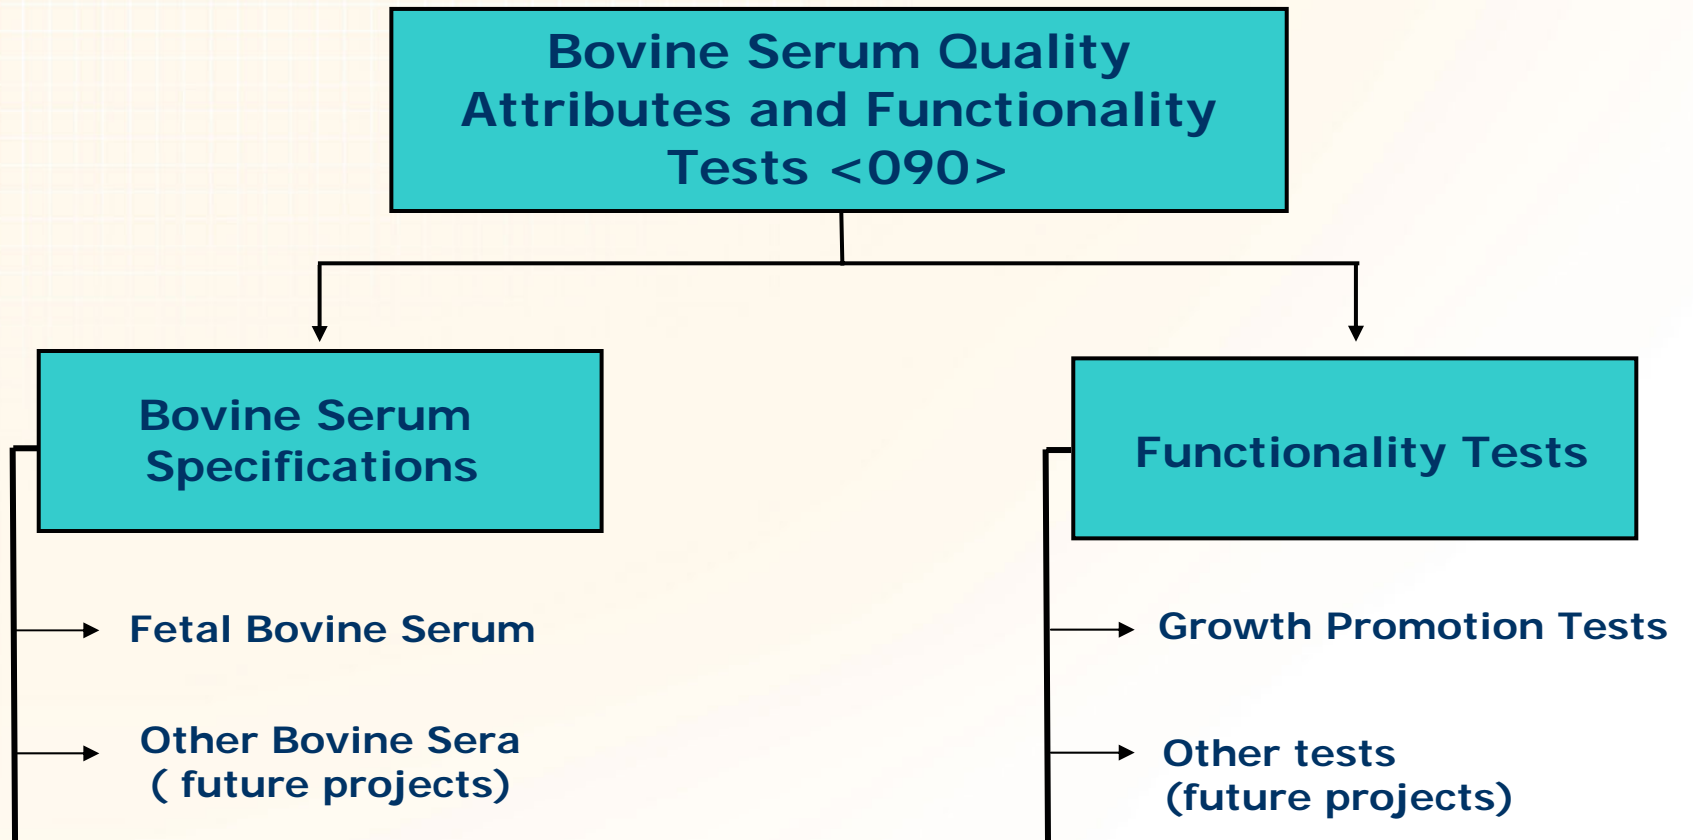 Bovine Serum Quality
Attributes and Functionality
Tests <090>
Bovine Serum
Specifications
Functionality Tests
Fetal Bovine Serum
Growth Promotion Tests
Other Bovine Sera
( future projects)
Other tests
(future projects)